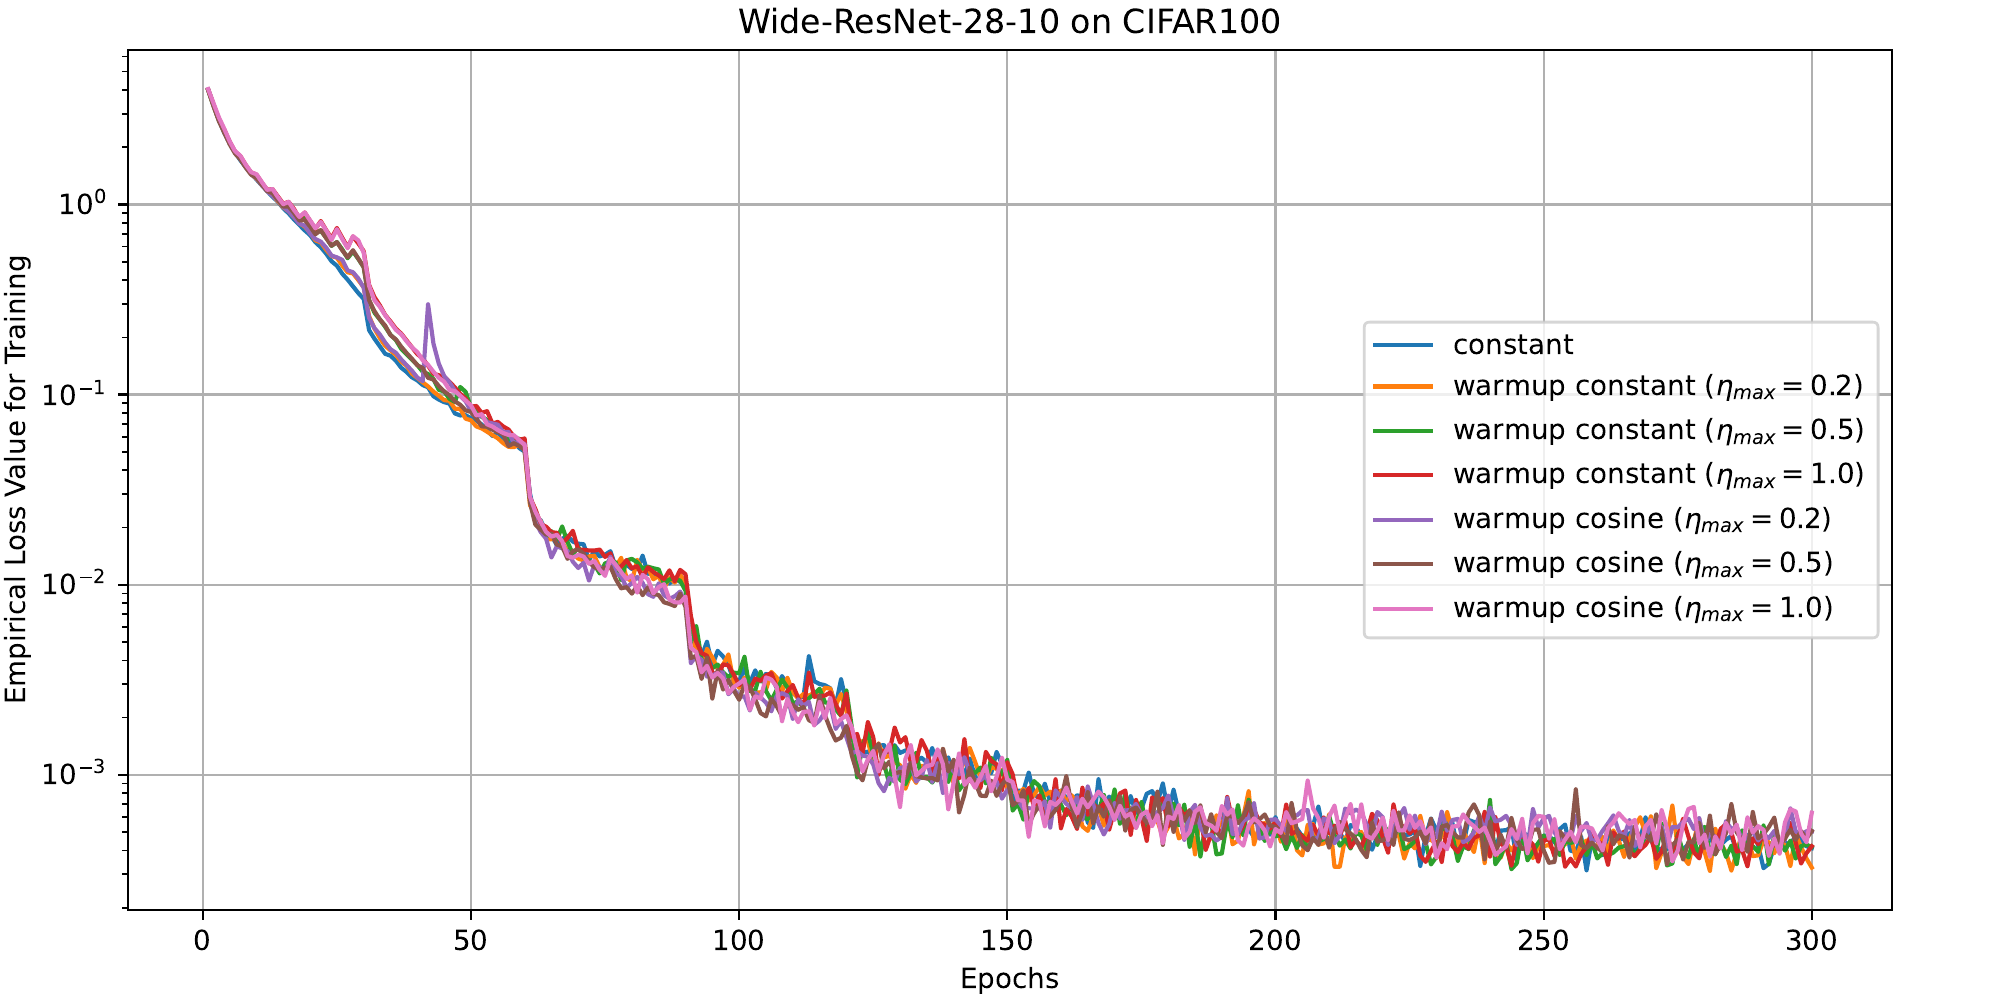 Wide-ResNet-28-10 on CIFAR100
Empirical Loss Value for Training
10⁰
10⁻¹
10⁻²
10⁻³
constant
warmup constant (η_max = 0.2)
warmup constant (η_max = 0.5)
warmup constant (η_max = 1.0)
warmup cosine (η_max = 0.2)
warmup cosine (η_max = 0.5)
warmup cosine (η_max = 1.0)
0 50 100 150 200 250 300
Epochs